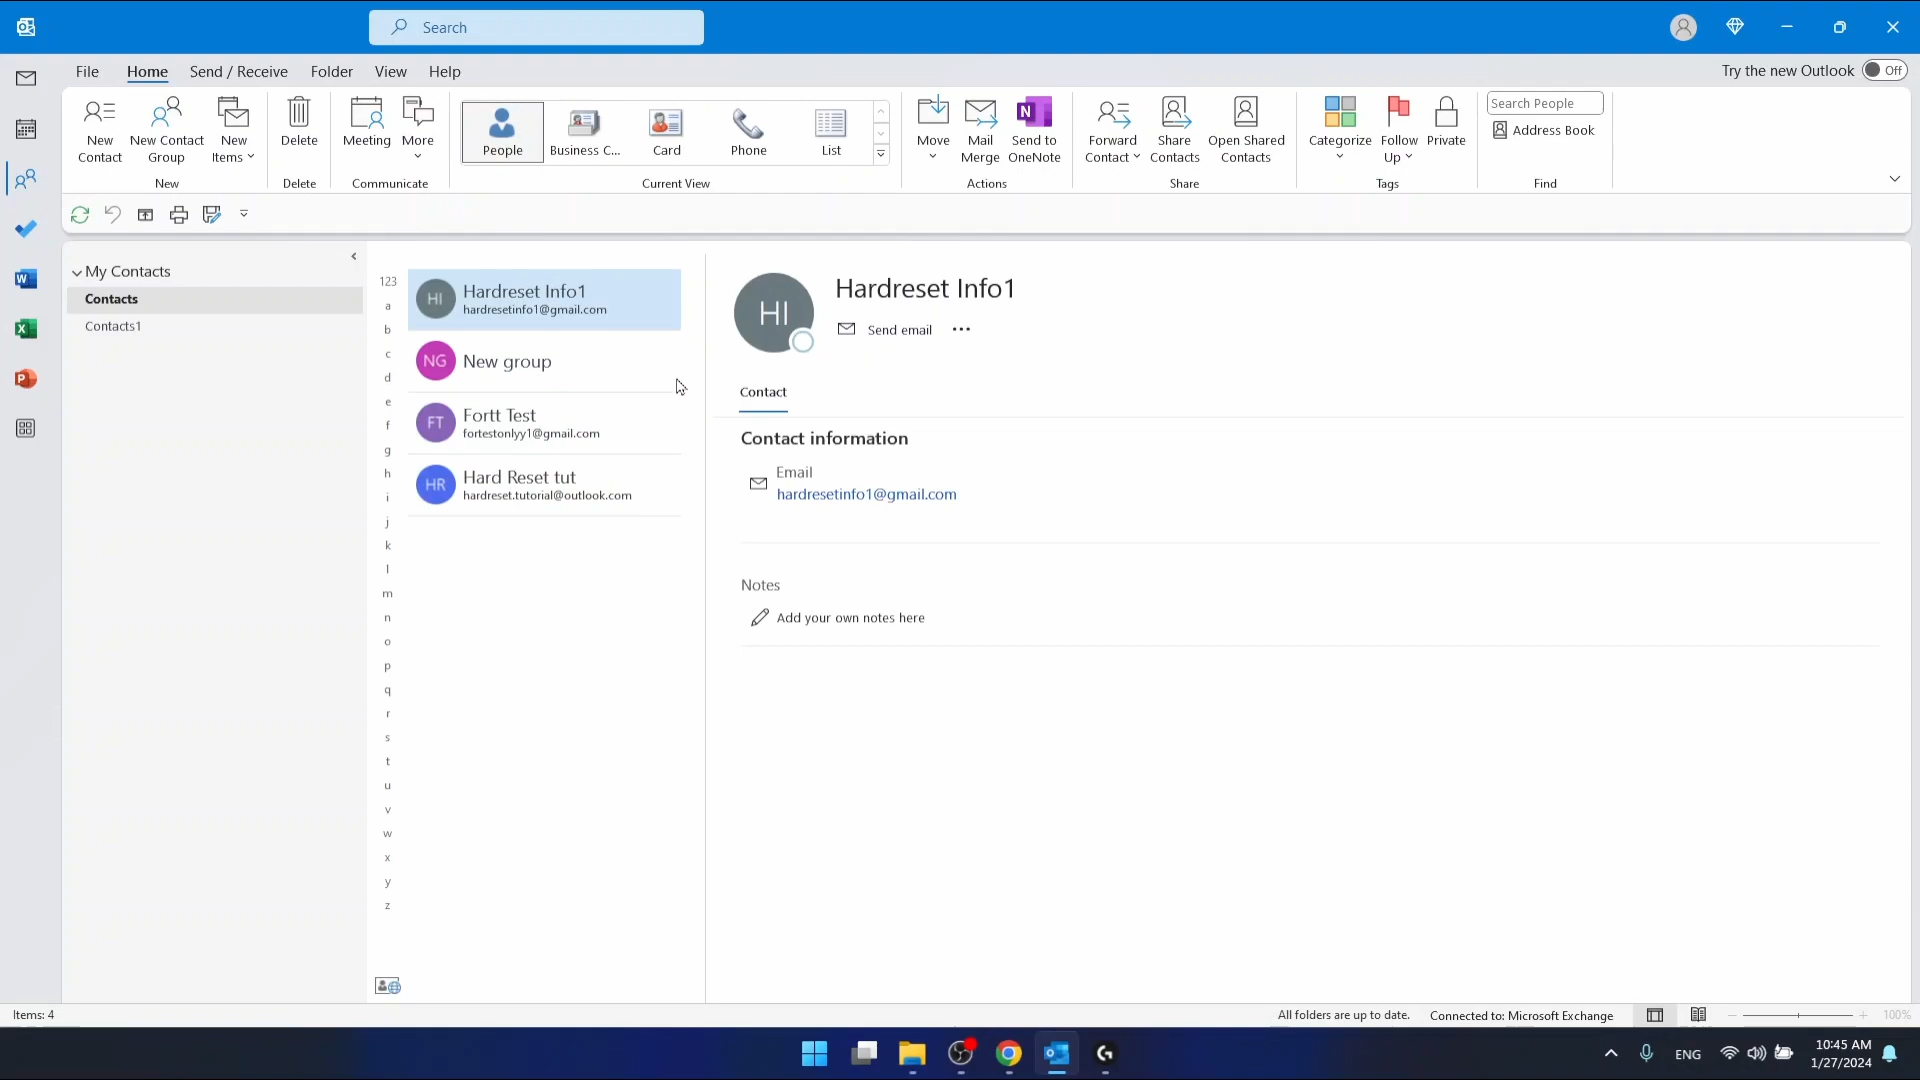 Search
File Home Send / Receive Folder View Help
Try the new Outlook Off
New Contact
New Contact Group
New Items
New
Delete
Delete
Meeting
More
Communicate
People
Business C...
Card
Phone
List
Current View
Move
Mail Merge
Send to OneNote
Actions
Forward Contact
Share Contacts
Open Shared Contacts
Share
Categorize
Follow Up
Private
Tags
Search People
Address Book
Find
My Contacts
Contacts
Contacts1
123
a
b
c
d
e
f
g
h
i
j
k
l
m
n
o
p
q
r
s
t
u
v
w
x
y
z
HI Hardreset Info1
hardresetinfo1@gmail.com
NG New group
FT Fortt Test
fortestonlyy1@gmail.com
HR Hard Reset tut
hardreset.tutorial@outlook.com
HI Hardreset Info1
Send email
Contact
Contact information
Email
hardresetinfo1@gmail.com
Notes
Add your own notes here
Items: 4
All folders are up to date. Connected to: Microsoft Exchange 100%
ENG
10:45 AM
1/27/2024